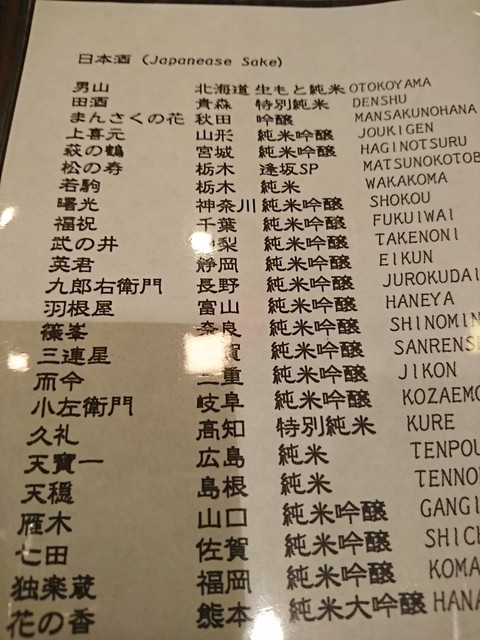 日本酒 (Japanease Sake)
男山 北海道 生もと純米 OTOKOYAMA
田酒 青森 特別純米 DENSHU
まんさくの花 秋田 吟醸 MANSAKUNOHANA
上喜元 山形 純米吟醸 JOUKIGEN
萩の鶴 宮城 純米吟醸 HAGINOTSURU
松の寿 栃木 逢坂SP MATSUNOKOTOB
若駒 栃木 純米 WAKAKOMA
曙光 神奈川 純米吟醸 SHOKOU
福祝 千葉 純米吟醸 FUKUIWAI
武の井 梨 純米吟醸 TAKENONI
英君 静岡 純米吟醸 EIKUN
九郎右衛門 長野 純米吟醸 JUROKUDAI
羽根屋 富山 純米吟醸 HANEYA
篠峯 奈良 純米吟醸 SHINOMIN
三連星 賀 純米吟醸 SANRENSE
而今 三重 純米吟醸 JIKON
小左衛門 岐阜 純米吟醸 KOZAEMO
久礼 高知 特別純米 KURE
天寶一 広島 純米 TENPOU
天穏 島根 純米 TENNO
雁木 山口 純米吟醸 GANGI
七田 佐賀 純米吟醸 SHICH
独楽蔵 福岡 純米吟醸 KOMA
花の香 熊本 純米大吟醸 HANA